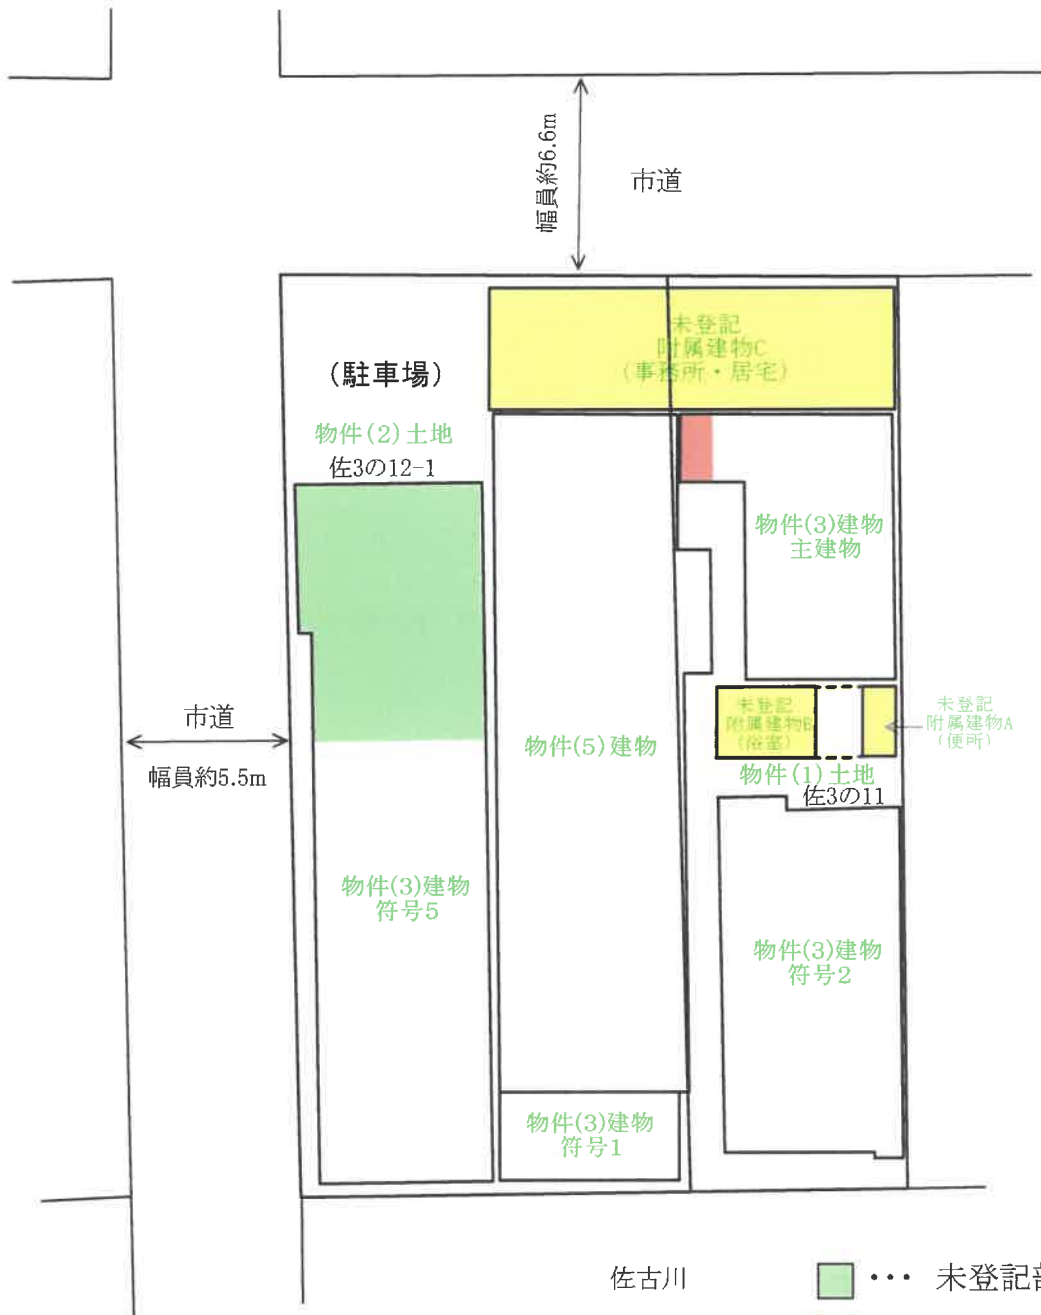 幅員約6.6m
市道
未登記
附属建物C
(事務所・居宅)
(駐車場)
物件(2)土地
佐3の12-1
物件(3)建物
主建物
市道
幅員約5.5m
物件(5)建物
未登記
附属建物B
(浴室)
未登記
附属建物A
(便所)
物件(1)土地
佐3の11
物件(3)建物
符号5
物件(3)建物
符号2
物件(3)建物
符号1
佐古川
・・・ 未登記